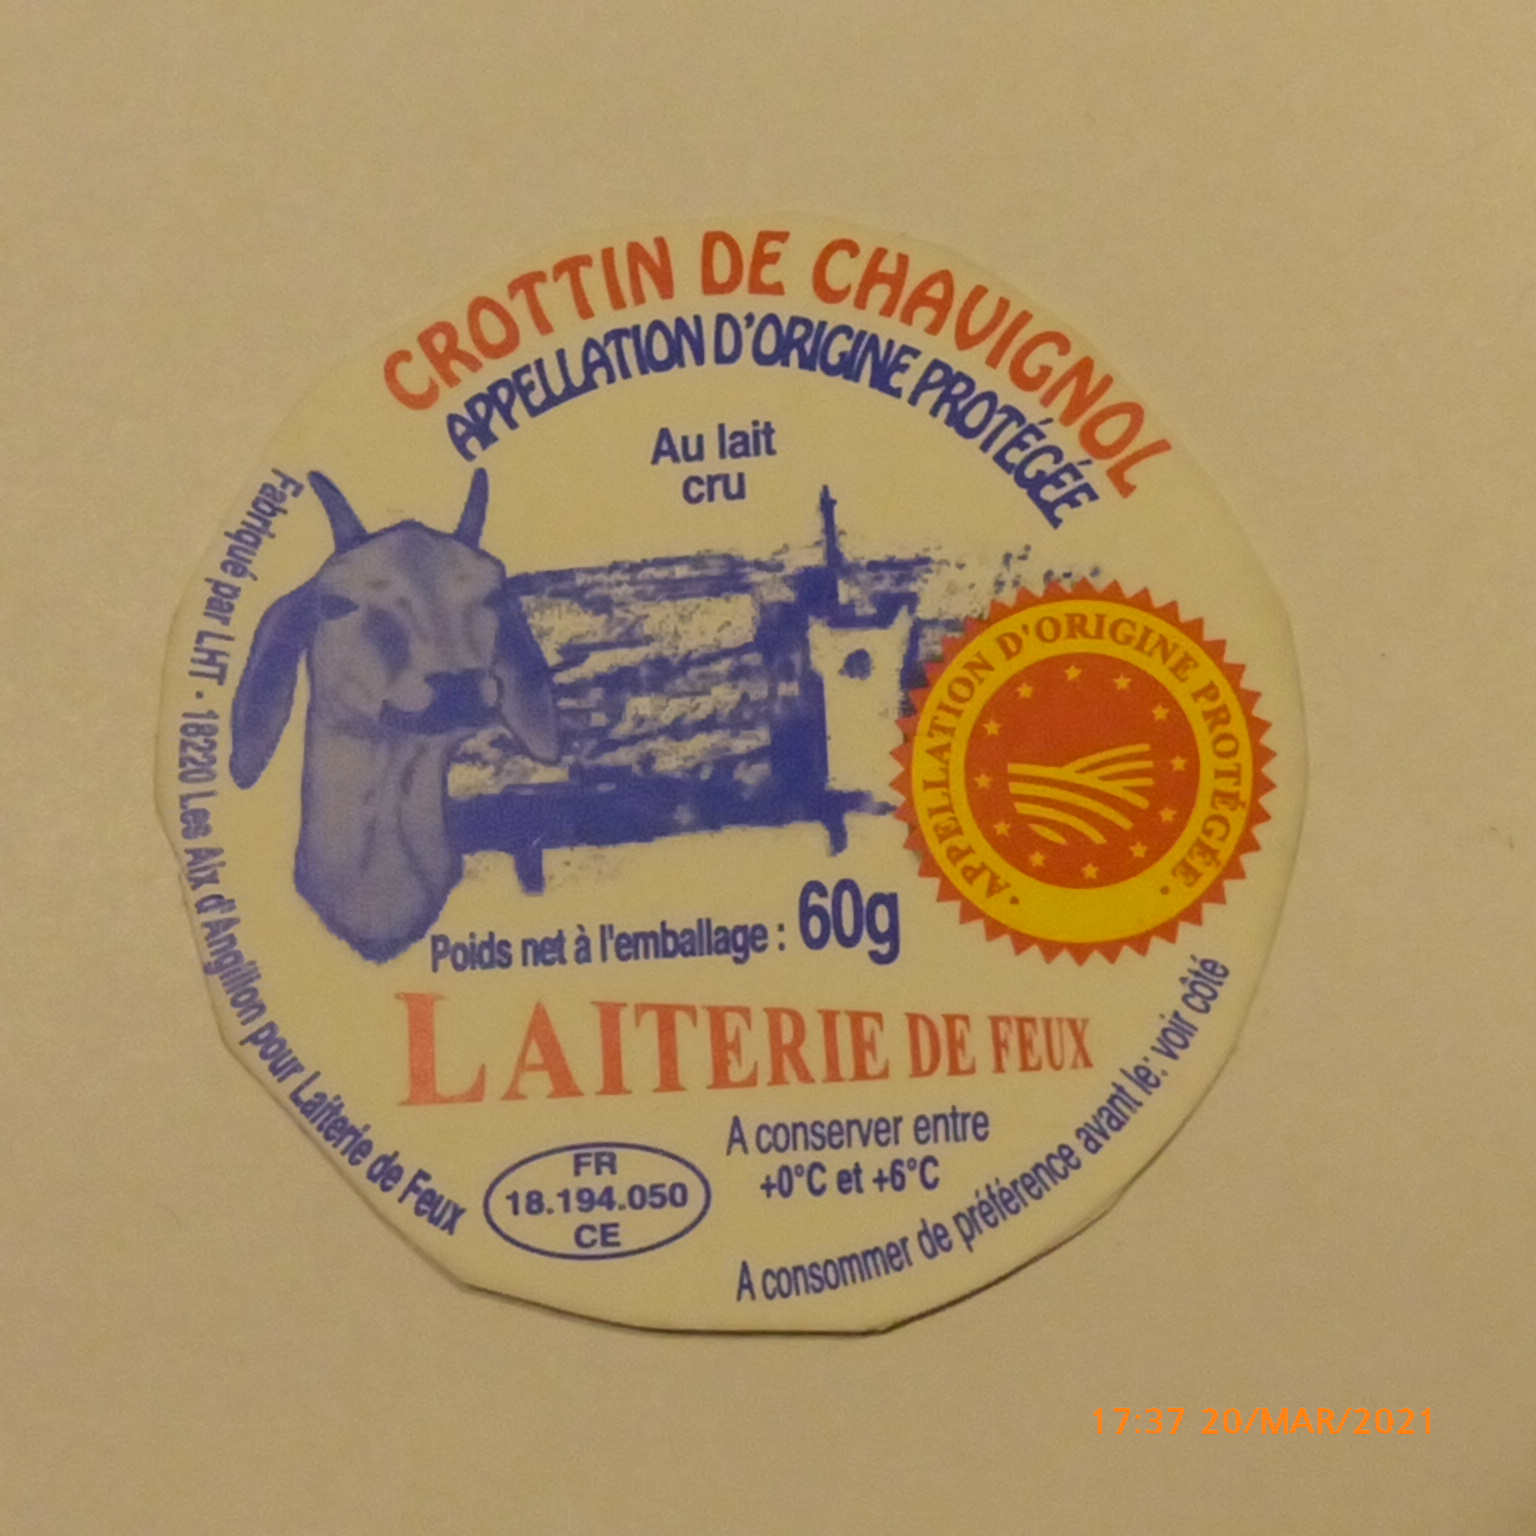 CROTTIN DE CHAVIGNOL
APPELLATION D'ORIGINE PROTÉGÉE
Au lait
cru
Fabriqué par LHT - 18220 Les Aix d'Angillon pour Laiterie de Feux
APPELLATION D'ORIGINE PROTÉGÉE
Poids net à l'emballage : 60g
LAITERIE DE FEUX
A conserver entre
+0°C et +6°C
FR
18.194.050
CE
A consommer de préférence avant le: voir côté
17:37 20/MAR/2021